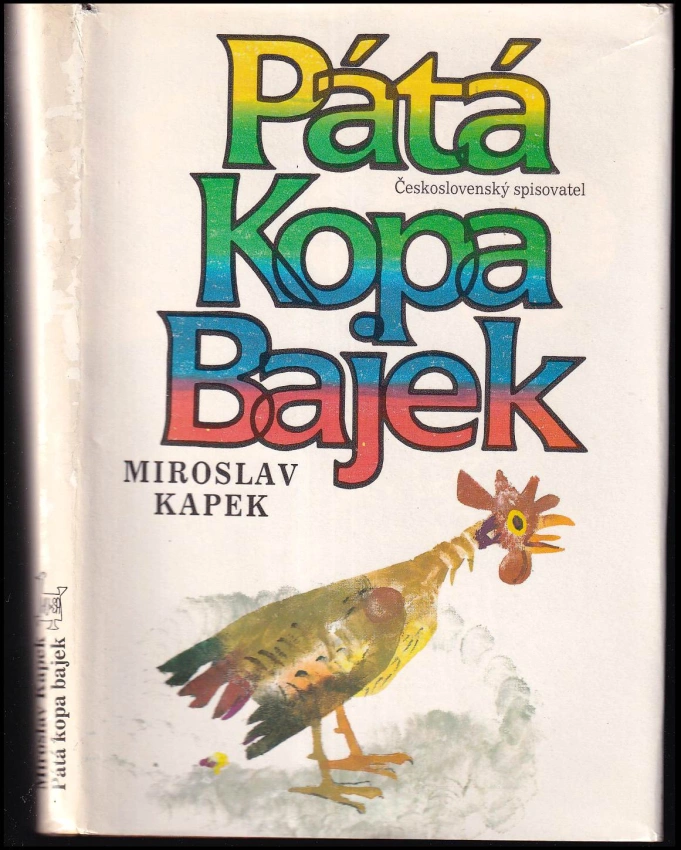 Pátá
Československý spisovatel
Kopa
Bajek
MIROSLAV
KAPEK
Miroslav Kapek
Pátá kopa bajek